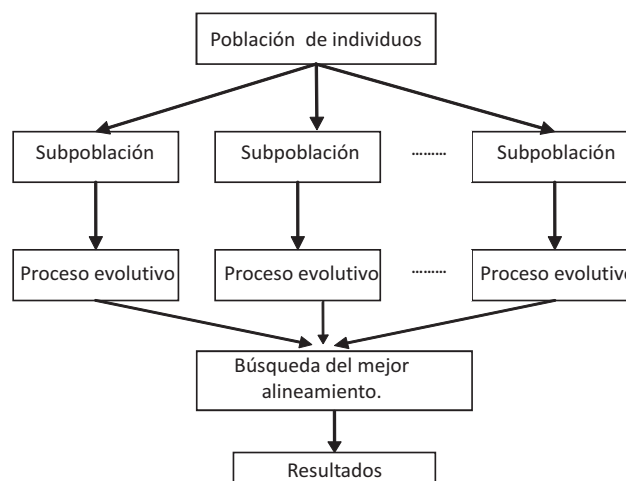 Población de individuos
Subpoblación
Subpoblación
.........
Subpoblación
Proceso evolutivo
Proceso evolutivo
.........
Proceso evolutivo
Búsqueda del mejor
alineamiento.
Resultados